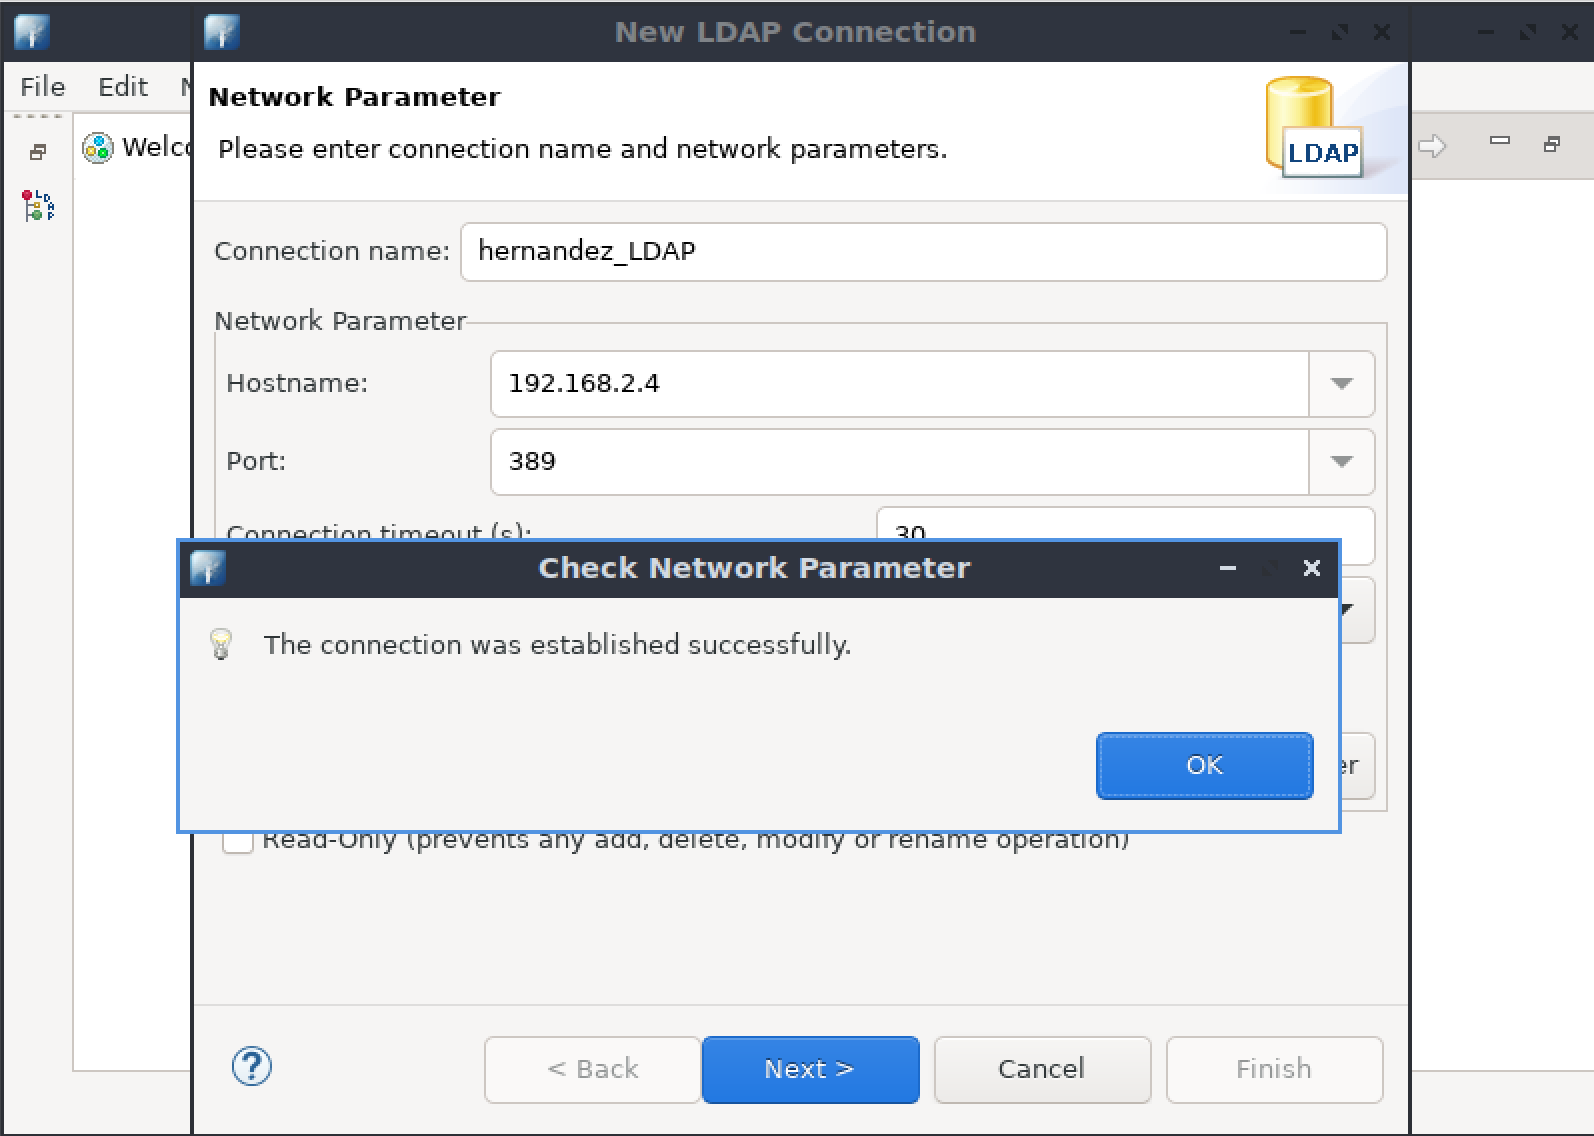 New LDAP Connection
File Edit
Network Parameter
Please enter connection name and network parameters.
LDAP
Connection name: hernandez_LDAP
Network Parameter
Hostname: 192.168.2.4
Port: 389
Connection timeout (s): 30
Check Network Parameter
The connection was established successfully.
OK
Read-Only (prevents any add, delete, modify or rename operation)
?
< Back Next > Cancel Finish